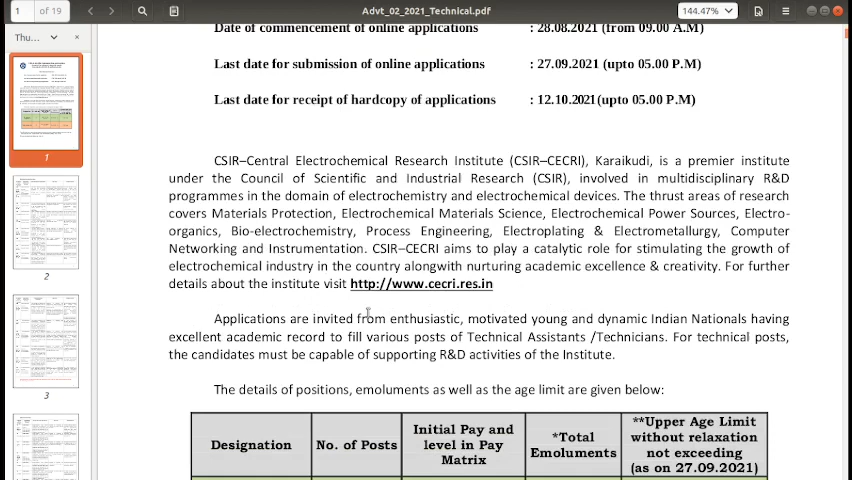 1 of 19
Advt_02_2021_Technical.pdf
144.47%
Thu...
1
2
3
Date of commencement of online applications : 28.08.2021 (from 09.00 A.M)
Last date for submission of online applications : 27.09.2021 (upto 05.00 P.M)
Last date for receipt of hardcopy of applications : 12.10.2021(upto 05.00 P.M)
CSIR–Central Electrochemical Research Institute (CSIR–CECRI), Karaikudi, is a premier institute
under the Council of Scientific and Industrial Research (CSIR), involved in multidisciplinary R&D
programmes in the domain of electrochemistry and electrochemical devices. The thrust areas of research
covers Materials Protection, Electrochemical Materials Science, Electrochemical Power Sources, Electro-
organics, Bio-electrochemistry, Process Engineering, Electroplating & Electrometallurgy, Computer
Networking and Instrumentation. CSIR–CECRI aims to play a catalytic role for stimulating the growth of
electrochemical industry in the country alongwith nurturing academic excellence & creativity. For further
details about the institute visit http://www.cecri.res.in
Applications are invited from enthusiastic, motivated young and dynamic Indian Nationals having
excellent academic record to fill various posts of Technical Assistants /Technicians. For technical posts,
the candidates must be capable of supporting R&D activities of the Institute.
The details of positions, emoluments as well as the age limit are given below:
Designation
No. of Posts
Initial Pay and
level in Pay
Matrix
*Total
Emoluments
**Upper Age Limit
without relaxation
not exceeding
(as on 27.09.2021)